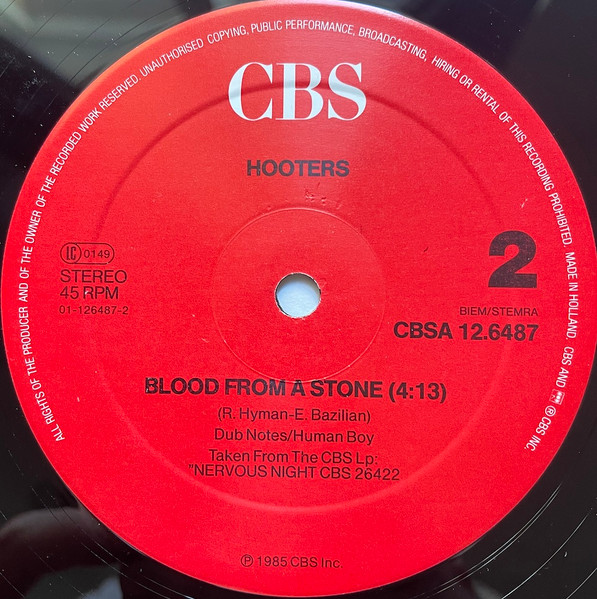 ALL RIGHTS OF THE PRODUCER AND OF THE OWNER OF THE RECORDED WORK RESERVED. UNAUTHORISED COPYING, PUBLIC PERFORMANCE, BROADCASTING, HIRING OR RENTAL OF THIS RECORDING PROHIBITED. MADE IN HOLLAND. CBS AND ℗ CBS INC.
CBS
HOOTERS
LC 0149
STEREO
45 RPM
01-126487-2
2
BIEM/STEMRA
CBSA 12.6487
BLOOD FROM A STONE (4:13)
(R. Hyman-E. Bazilian)
Dub Notes/Human Boy
Taken From The CBS Lp:
"NERVOUS NIGHT CBS 26422
℗ 1985 CBS Inc.